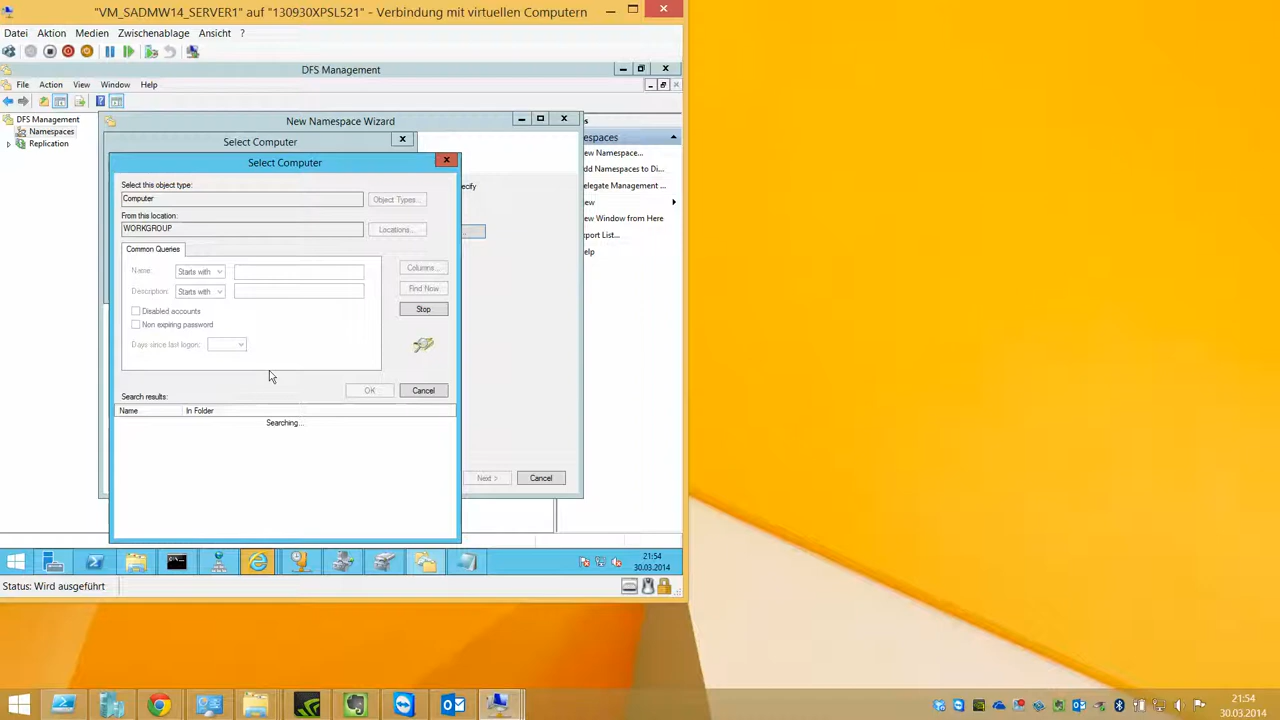 "VM_SADMW14_SERVER1" auf "130930XPSL521" - Verbindung mit virtuellen Computern
Datei Aktion Medien Zwischenablage Ansicht ?
DFS Management
File Action View Window Help
DFS Management
Namespaces
Replication
New Namespace Wizard
Select Computer
Select Computer
Select this object type:
Computer
Object Types...
From this location:
WORKGROUP
Locations...
Common Queries
Name: Starts with
Columns...
Description: Starts with
Find Now
Disabled accounts
Stop
Non expiring password
Days since last logon:
OK Cancel
Search results:
Name In Folder
Searching...
ecify
...
Next > Cancel
s
espaces
ew Namespace...
dd Namespaces to Di...
elegate Management ...
ew
ew Window from Here
xport List...
elp
21:54
30.03.2014
Status: Wird ausgeführt
21:54
30.03.2014